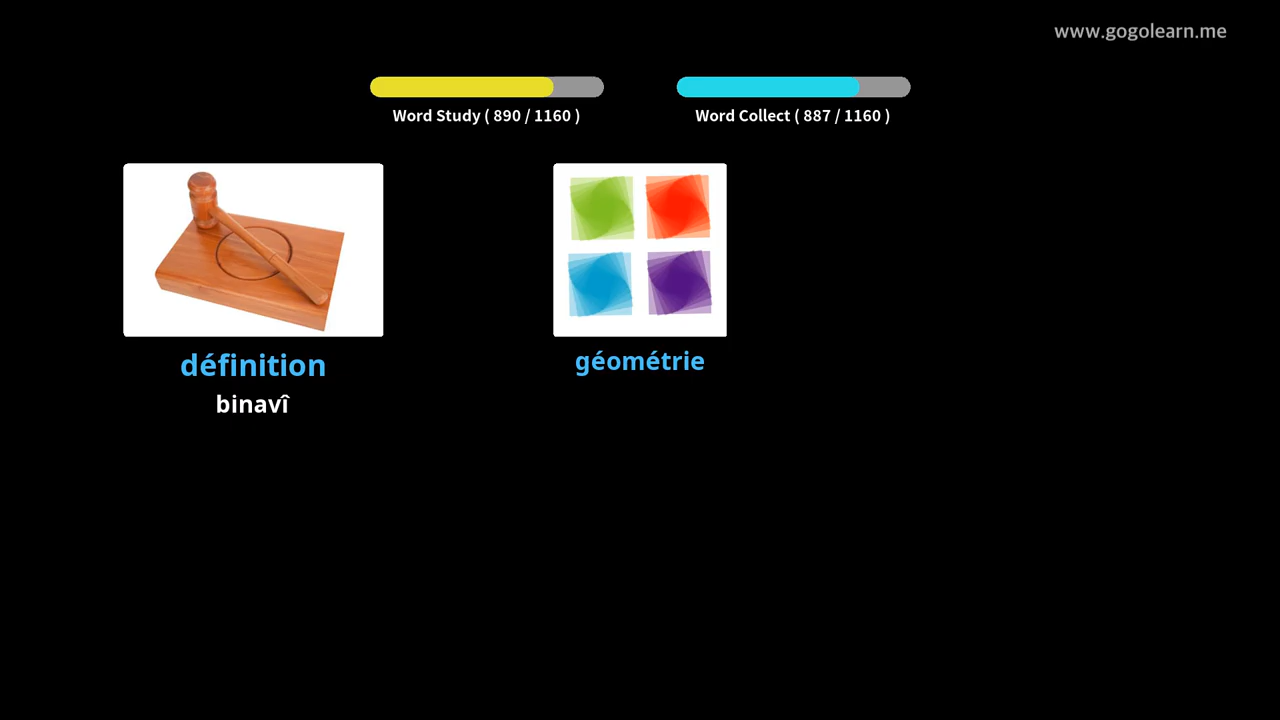 www.gogolearn.me
Word Study ( 890 / 1160 )
Word Collect ( 887 / 1160 )
définition
binavî
géométrie